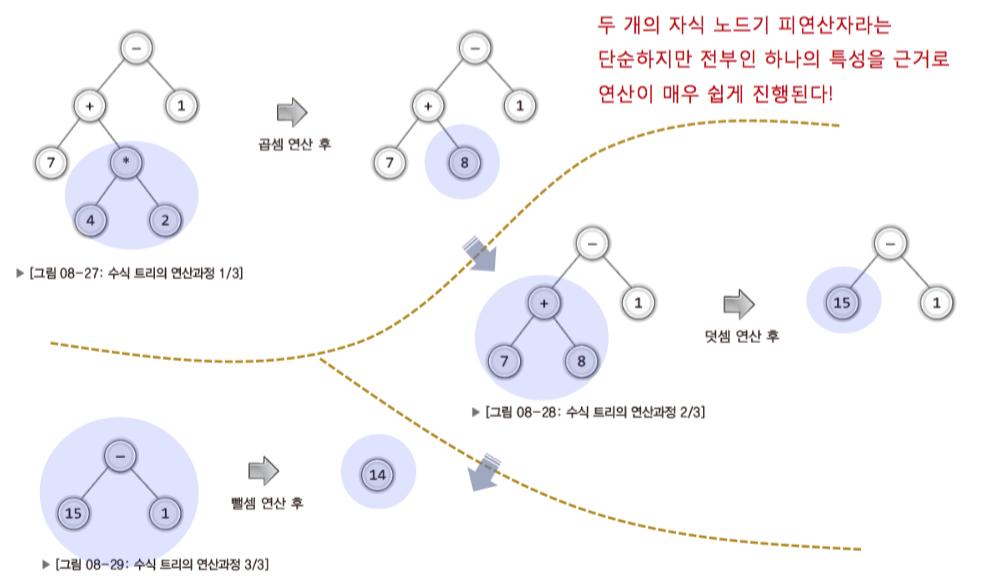 두 개의 자식 노드기 피연산자라는
단순하지만 전부인 하나의 특성을 근거로
연산이 매우 쉽게 진행된다!
−
+
1
7
*
4
2
곱셈 연산 후
−
+
1
7
8
▶ [그림 08-27: 수식 트리의 연산과정 1/3]
−
+
1
7
8
덧셈 연산 후
−
15
1
▶ [그림 08-28: 수식 트리의 연산과정 2/3]
−
15
1
뺄셈 연산 후
14
▶ [그림 08-29: 수식 트리의 연산과정 3/3]